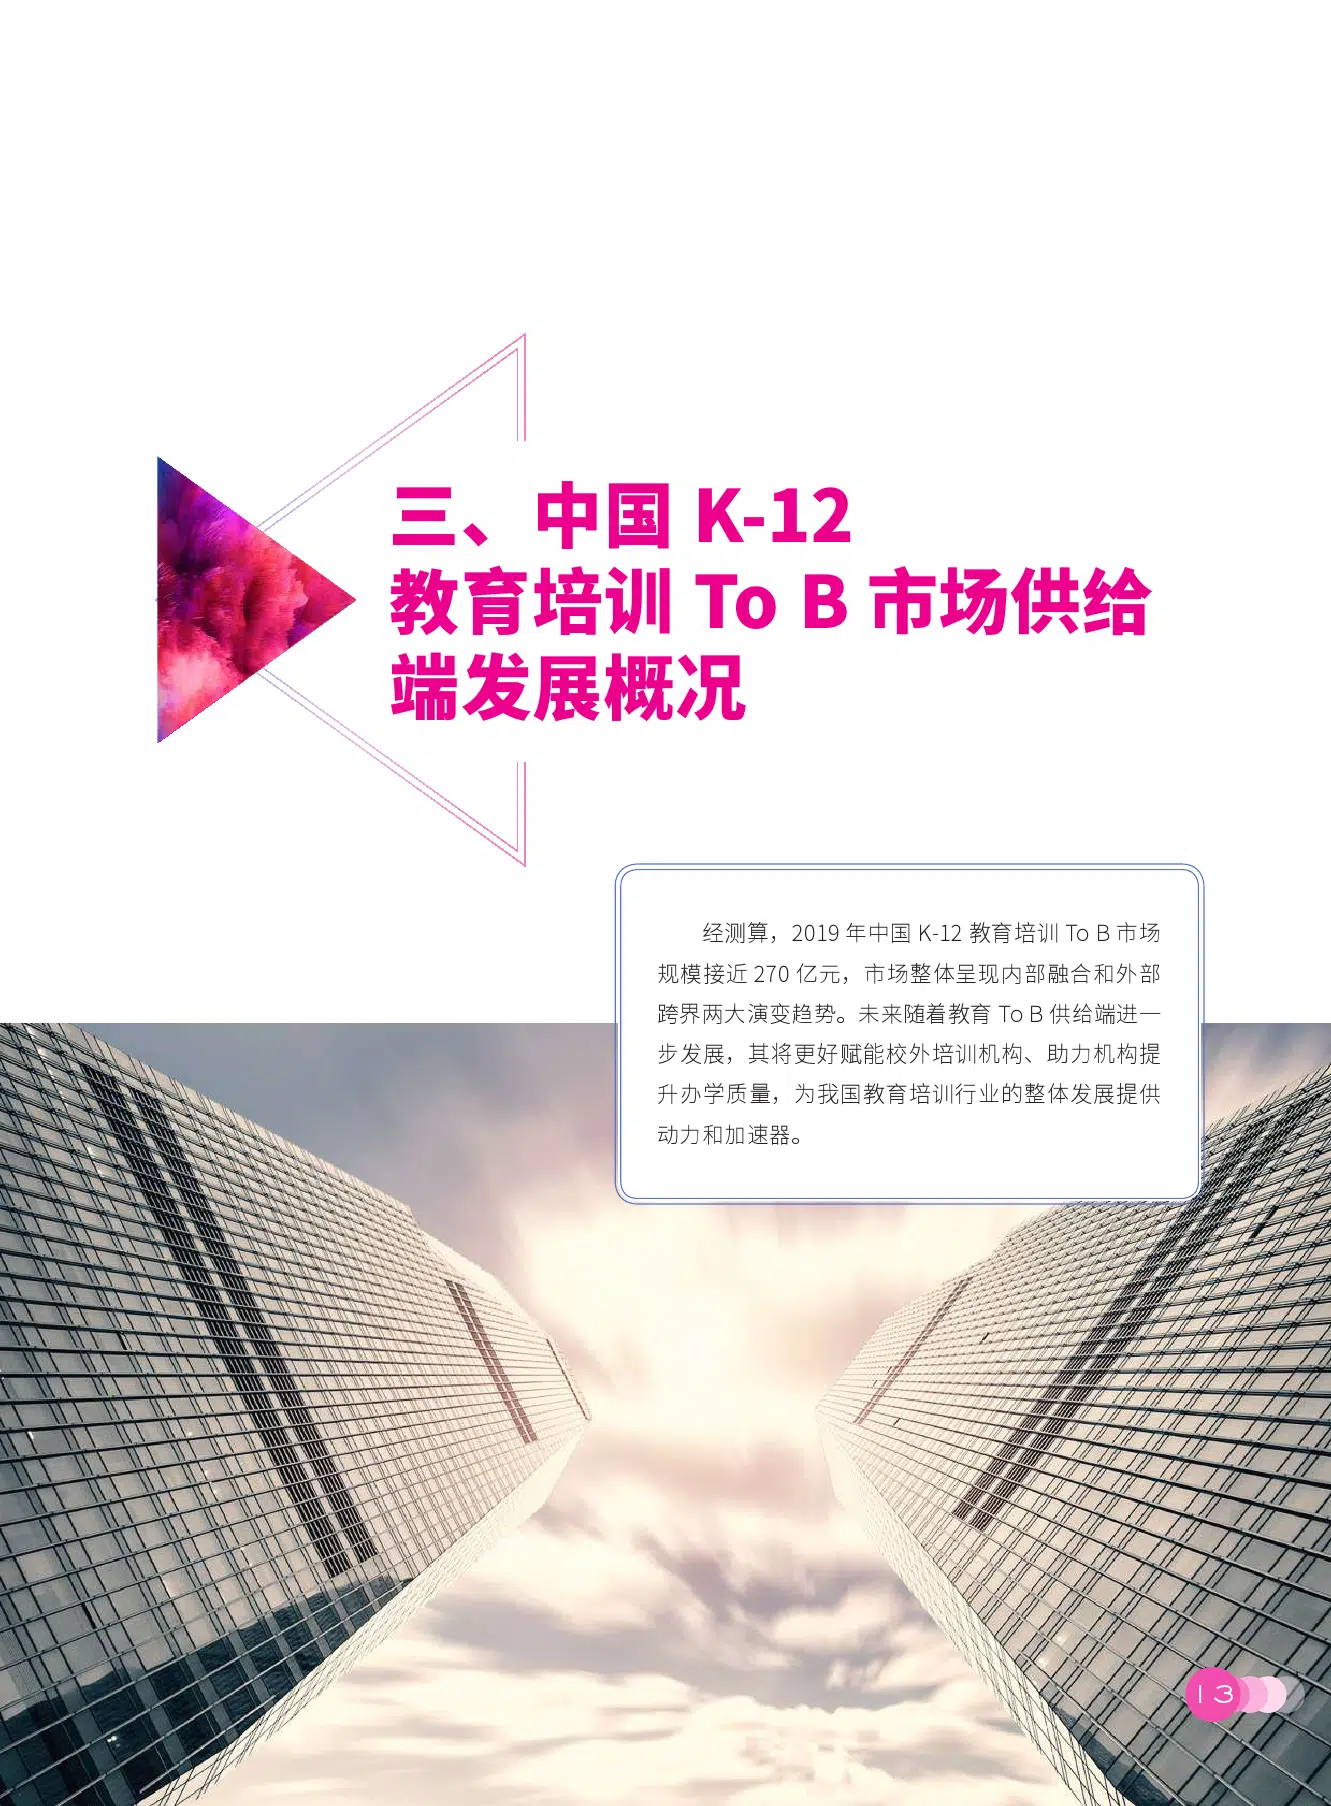 三、中国 K-12
教育培训 To B 市场供给
端发展概况
经测算，2019 年中国 K-12 教育培训 To B 市场
规模接近 270 亿元，市场整体呈现内部融合和外部
跨界两大演变趋势。未来随着教育 To B 供给端进一
步发展，其将更好赋能校外培训机构、助力机构提
升办学质量，为我国教育培训行业的整体发展提供
动力和加速器。
13